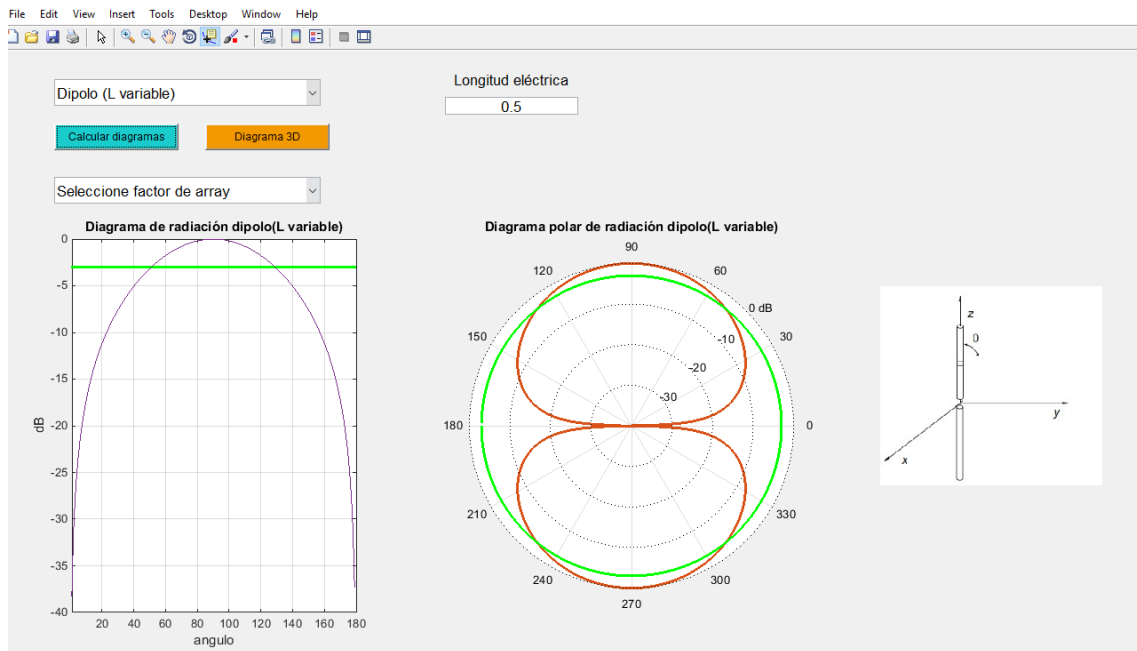 File Edit View Insert Tools Desktop Window Help
Dipolo (L variable)
Longitud eléctrica
0.5
Calcular diagramas
Diagrama 3D
Seleccione factor de array
Diagrama de radiación dipolo(L variable)
0
-5
-10
-15
-20
-25
-30
-35
-40
dB
20 40 60 80 100 120 140 160 180
angulo
Diagrama polar de radiación dipolo(L variable)
90
120
60
0 dB
150
-10
30
-20
-30
180
0
210
330
240
300
270
z
θ
y
x